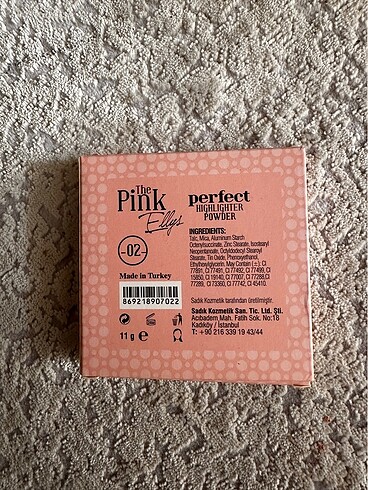 The
Pink
Ellys
perfect
HIGHLIGHTER
POWDER
-02-
INGREDIENTS:
Talc, Mica, Aluminum Starch
Octenylsuccinate, Zinc Stearate, Isostearyl
Neopentanoate, Octyldodecyl Stearoyl
Stearate, Tin Oxide, Phenoxyethanol,
Ethylhexylglycerin. May Contain (±): CI
77891, CI 77491, CI 77492, CI 77499, CI
15850, CI 19140, CI 77007, CI 77288, CI
77289, CI 73360, CI 77742, CI 45410.
Made in Turkey
869218907022
11 g e
Sadık Kozmetik tarafından üretilmiştir.
Sadık Kozmetik San. Tic. Ltd. Şti.
Acıbadem Mah. Fatih Sok. No:18
Kadıköy / İstanbul
T: +90 216 339 19 43/44